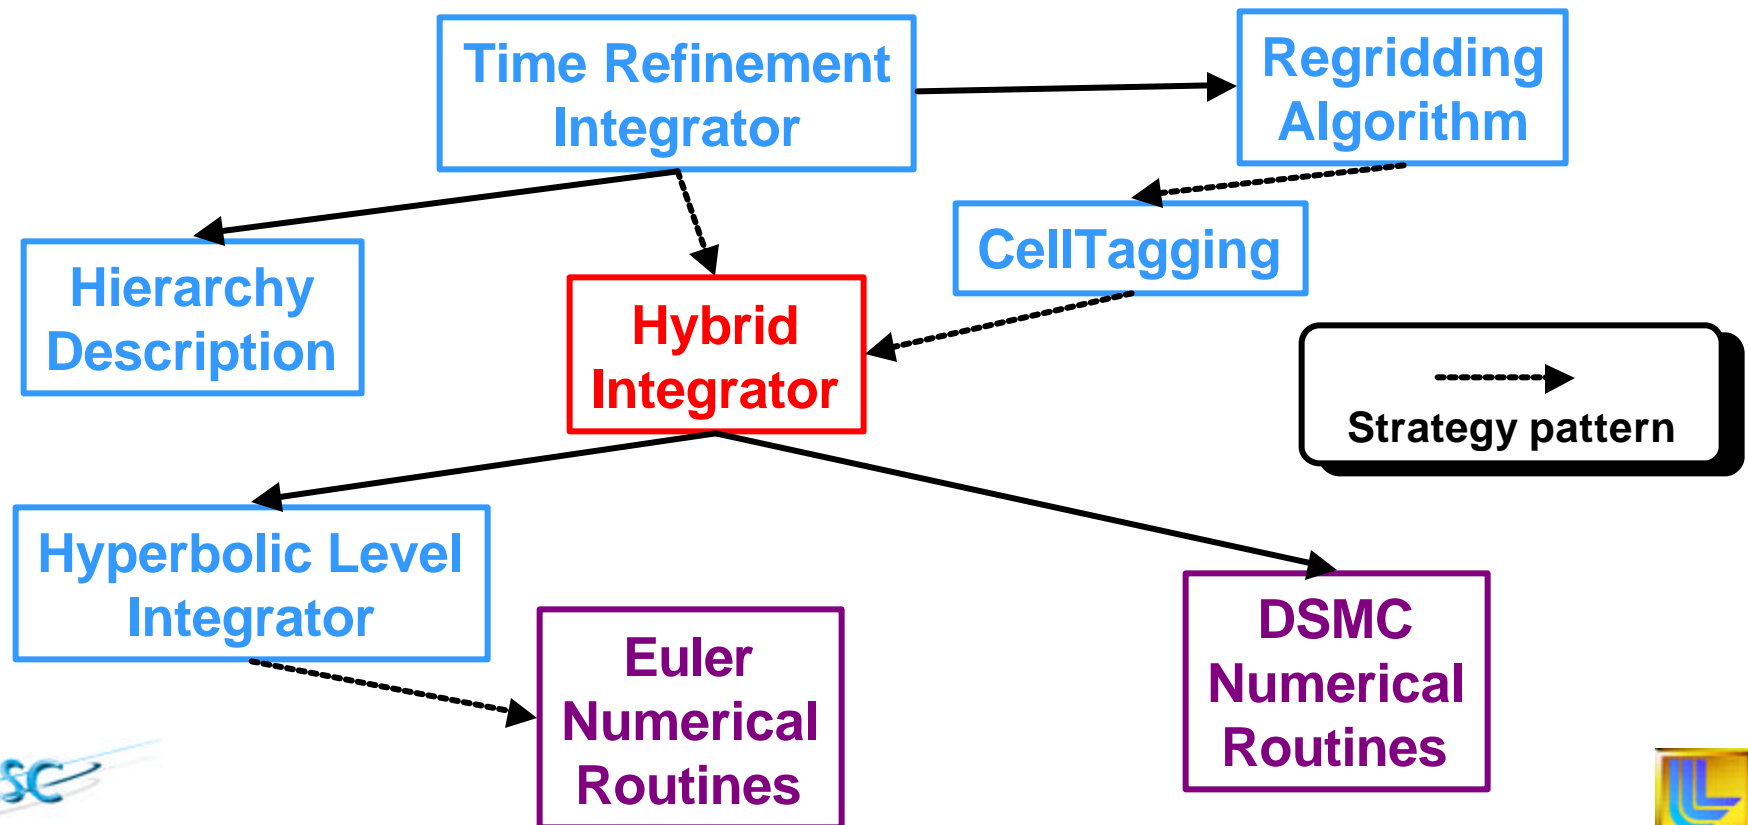 Time Refinement
Integrator
Regridding
Algorithm
CellTagging
Hierarchy
Description
Hybrid
Integrator
Strategy pattern
Hyperbolic Level
Integrator
Euler
Numerical
Routines
DSMC
Numerical
Routines
SC